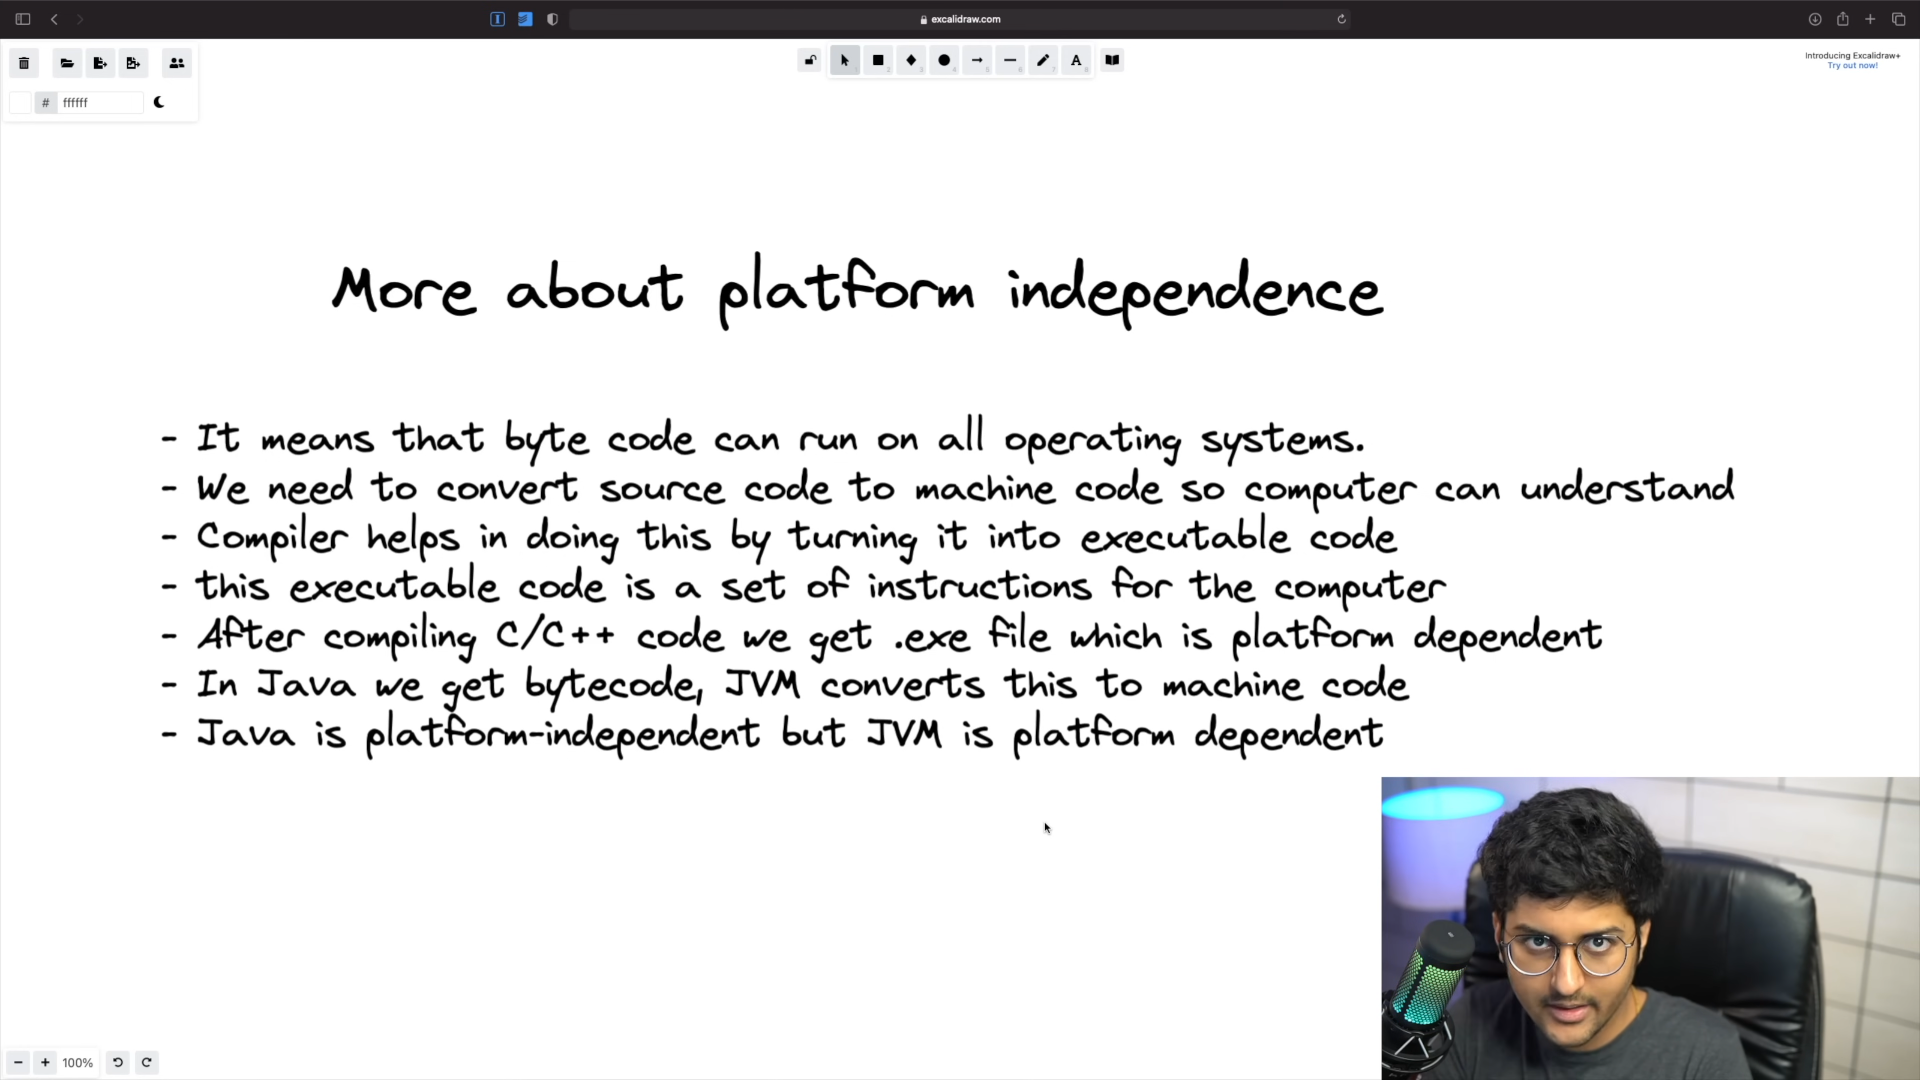 excalidraw.com
Introducing Excalidraw+
Try out now!
# ffffff
More about platform independence
- It means that byte code can run on all operating systems.
- We need to convert source code to machine code so computer can understand
- Compiler helps in doing this by turning it into executable code
- this executable code is a set of instructions for the computer
- After compiling C/C++ code we get .exe file which is platform dependent
- In Java we get bytecode, JVM converts this to machine code
- Java is platform-independent but JVM is platform dependent
- + 100%